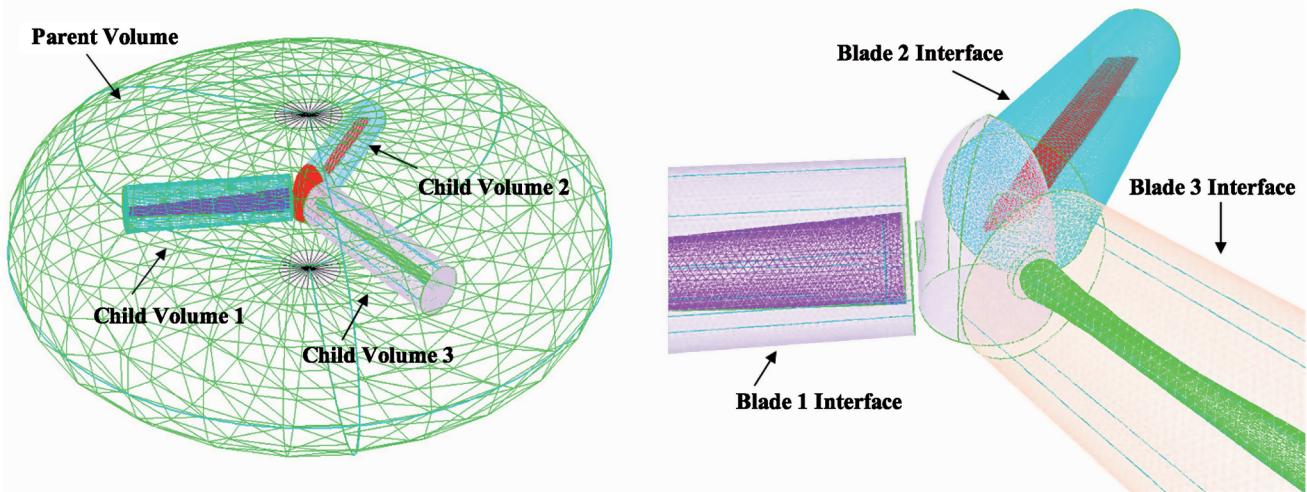 Parent Volume
Child Volume 2
Child Volume 1
Child Volume 3
Blade 2 Interface
Blade 3 Interface
Blade 1 Interface